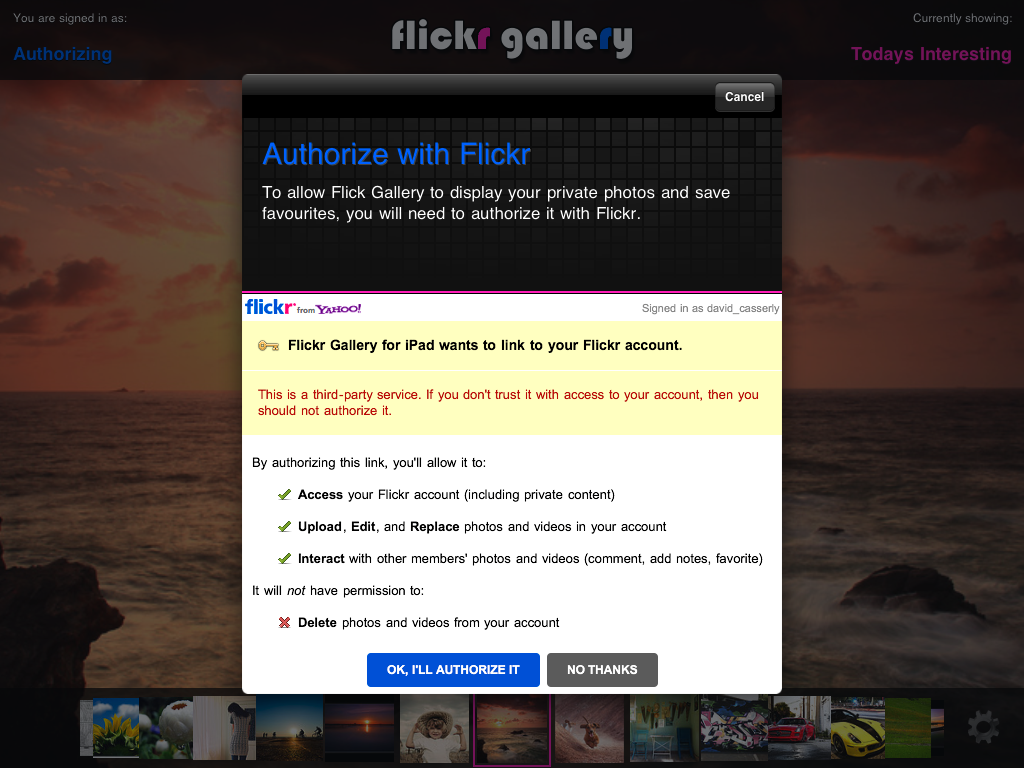 You are signed in as:
Authorizing
flickr gallery
Currently showing:
Todays Interesting
Cancel
Authorize with Flickr
To allow Flick Gallery to display your private photos and save
favourites, you will need to authorize it with Flickr.
flickr from YAHOO!
Signed in as david_casserly
Flickr Gallery for iPad wants to link to your Flickr account.
This is a third-party service. If you don't trust it with access to your account, then you
should not authorize it.
By authorizing this link, you'll allow it to:
Access your Flickr account (including private content)
Upload, Edit, and Replace photos and videos in your account
Interact with other members' photos and videos (comment, add notes, favorite)
It will not have permission to:
Delete photos and videos from your account
OK, I'LL AUTHORIZE IT
NO THANKS